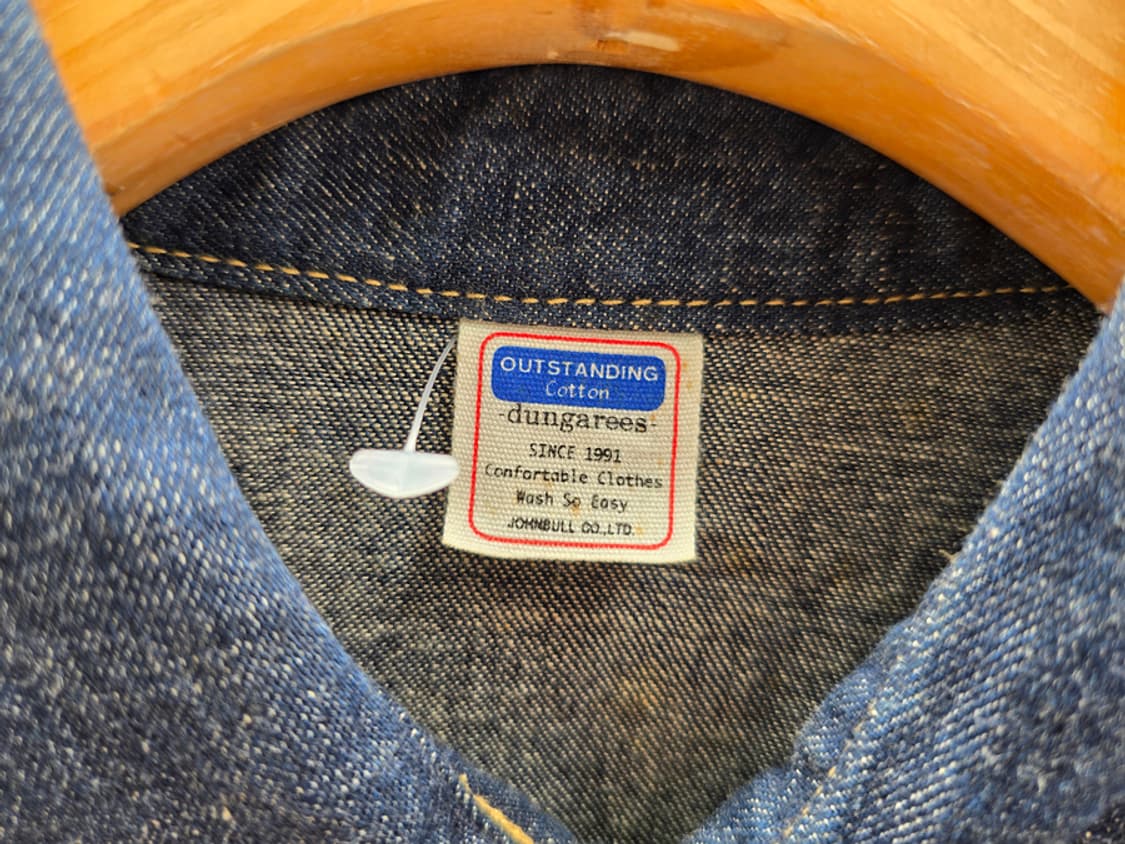 OUTSTANDING
Cotton
-dungarees-
SINCE 1991
Confortable Clothes
Wash So Easy
JOHNBULL CO.,LTD.